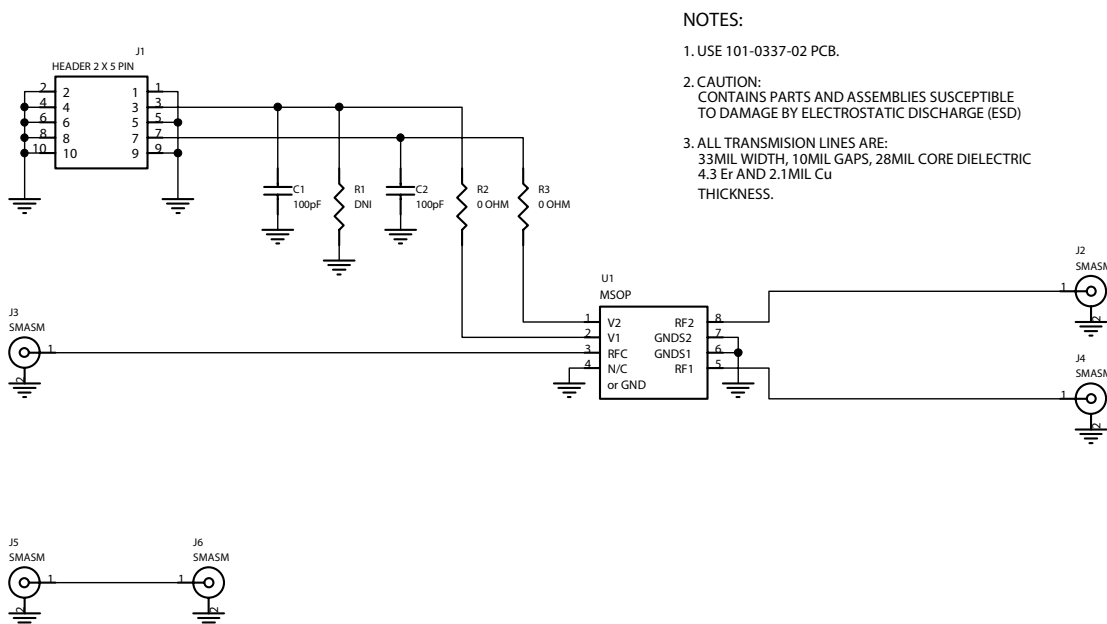 NOTES:
1. USE 101-0337-02 PCB.
2. CAUTION:
CONTAINS PARTS AND ASSEMBLIES SUSCEPTIBLE
TO DAMAGE BY ELECTROSTATIC DISCHARGE (ESD)
3. ALL TRANSMISION LINES ARE:
33MIL WIDTH, 10MIL GAPS, 28MIL CORE DIELECTRIC
4.3 Er AND 2.1MIL Cu
THICKNESS.
J1
HEADER 2 X 5 PIN
2 2 1 1
4 4 3 3
6 6 5 5
8 8 7 7
10 10 9 9
C1
100pF
R1
DNI
C2
100pF
R2
0 OHM
R3
0 OHM
U1
MSOP
1 V2 RF2 8
2 V1 GNDS2 7
3 RFC GNDS1 6
4 N/C RF1 5
or GND
J3
SMASM
1
2
J2
SMASM
1
2
J4
SMASM
1
2
J5
SMASM
1
2
J6
SMASM
1
2